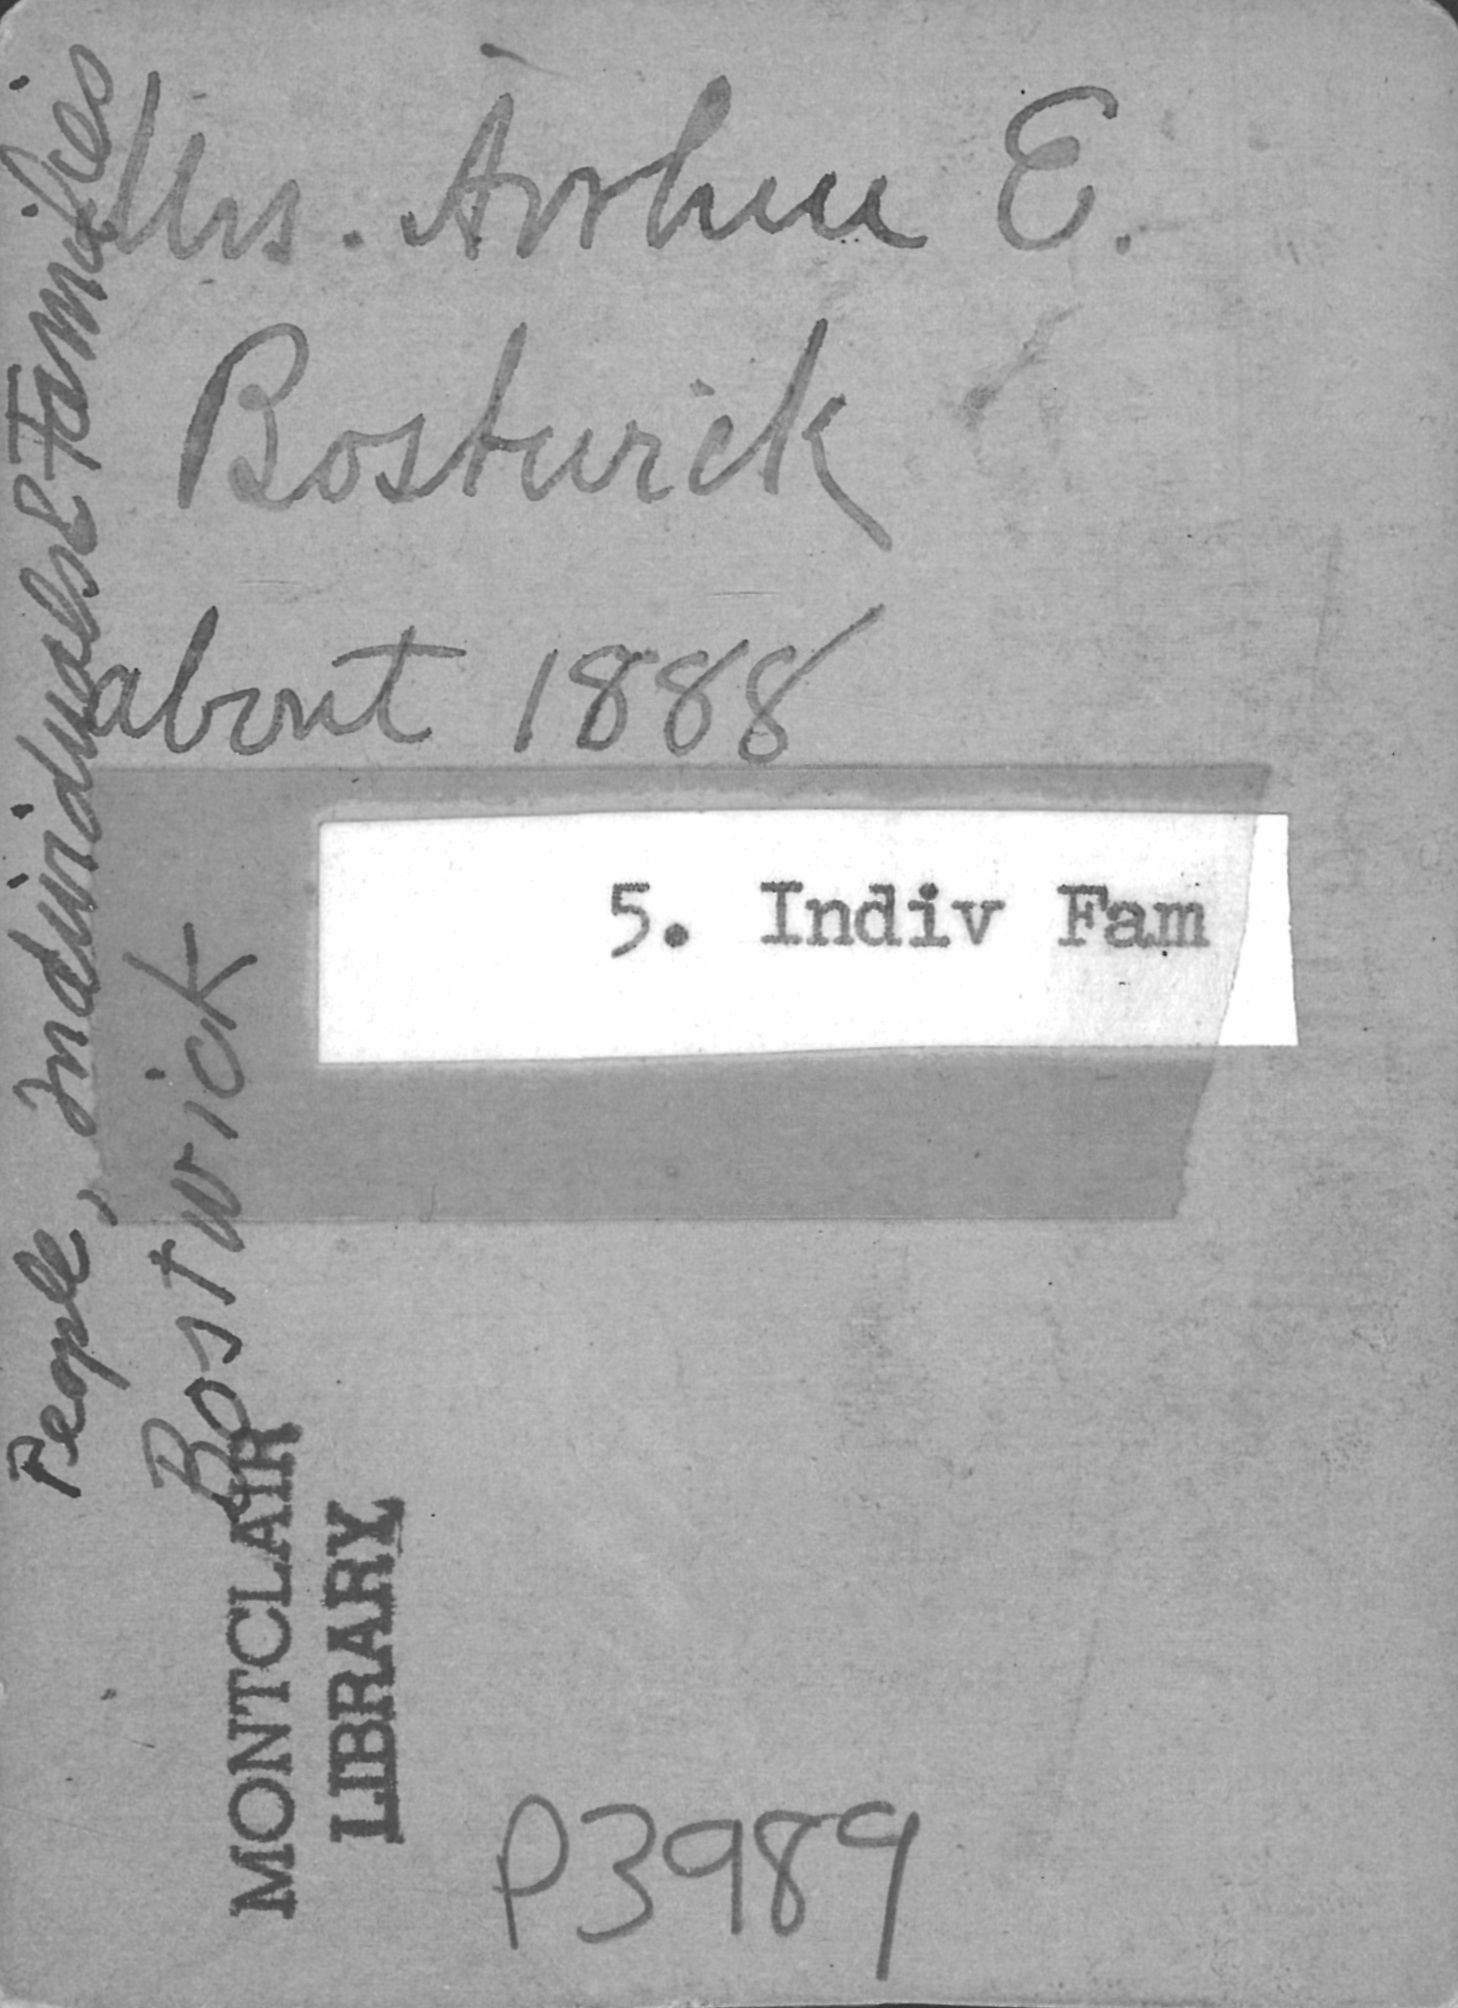 Mrs. Arthur E.
Bostwick
about 1888
5. Indiv Fam
People, Individuals & Families
Bostwick
MONTCLAIR
LIBRARY
P3989